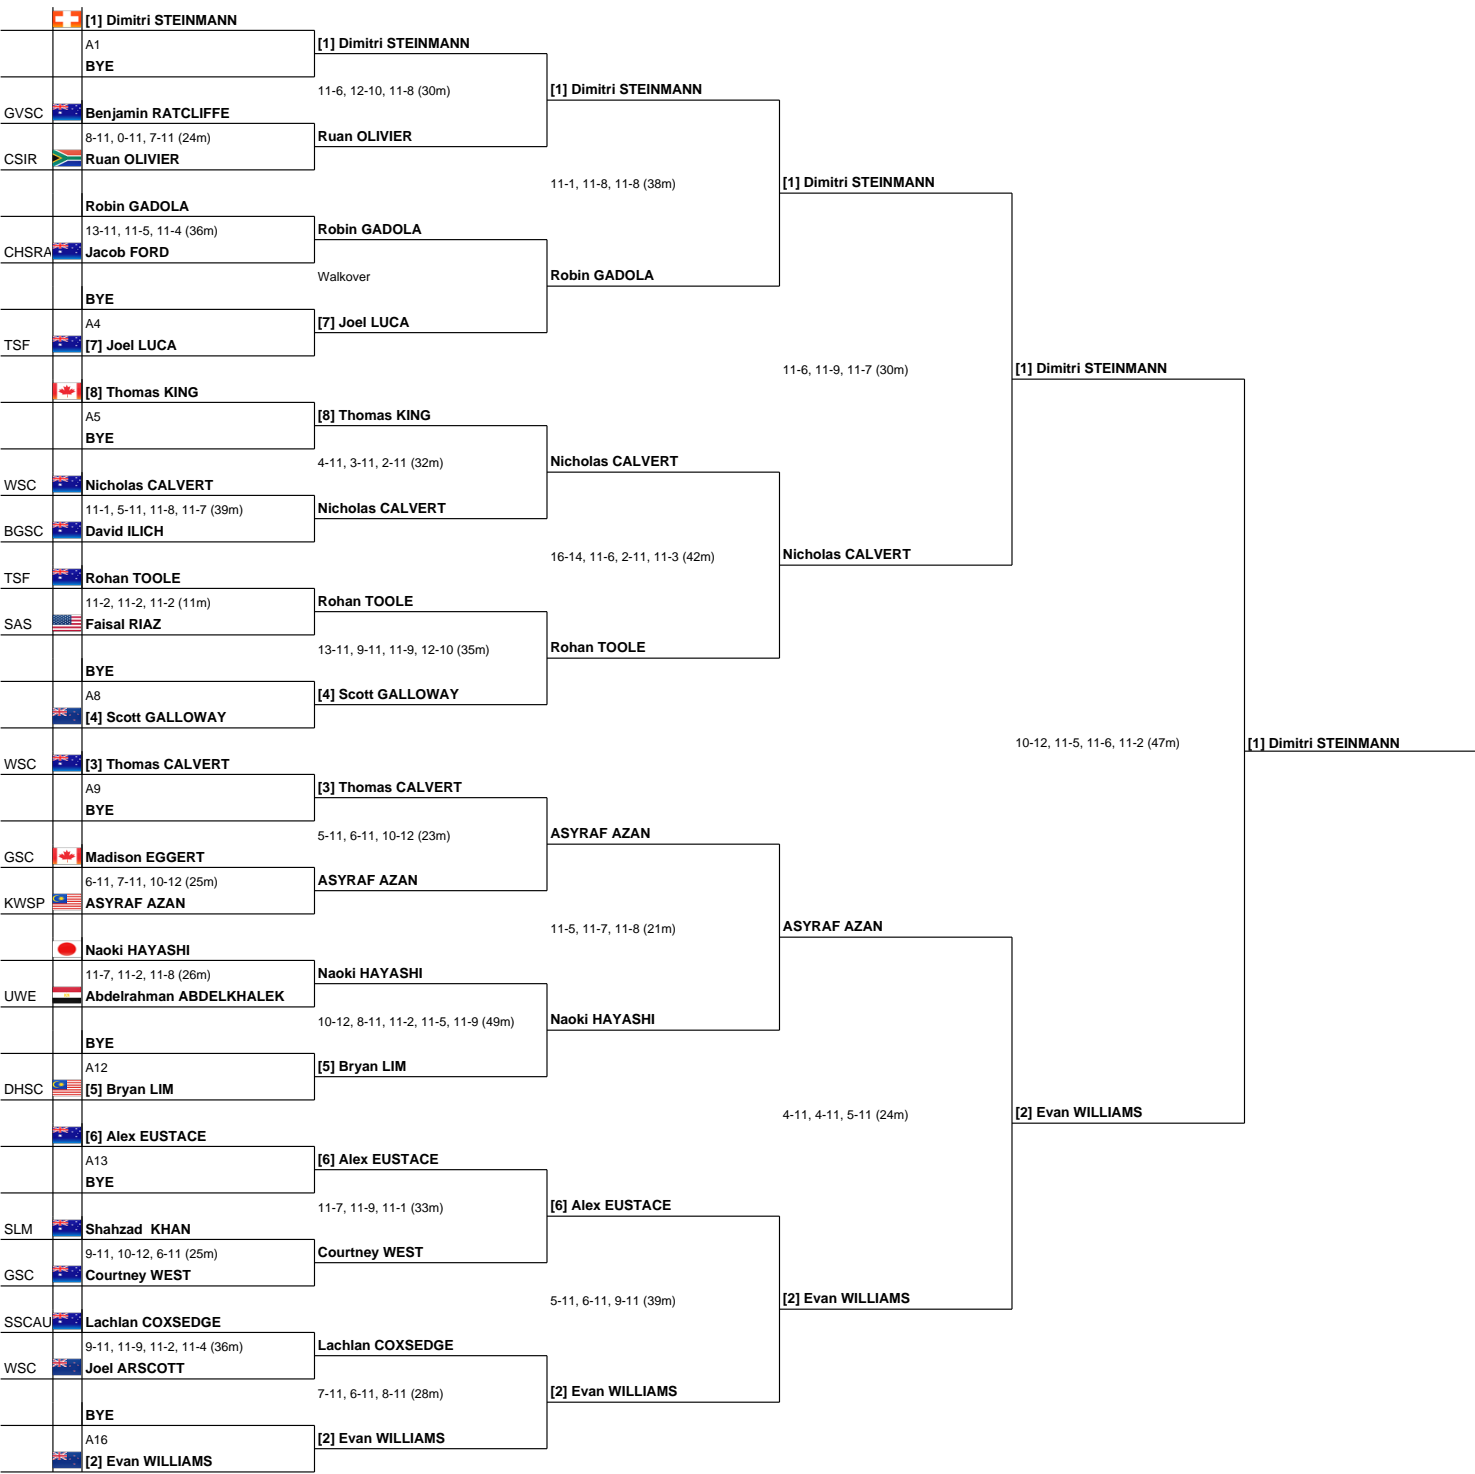 [1] Dimitri STEINMANN
A1
BYE
GVSC Benjamin RATCLIFFE
8-11, 0-11, 7-11 (24m)
CSIR Ruan OLIVIER
Robin GADOLA
13-11, 11-5, 11-4 (36m)
CHSRA Jacob FORD
BYE
A4
TSF [7] Joel LUCA
[8] Thomas KING
A5
BYE
WSC Nicholas CALVERT
11-1, 5-11, 11-8, 11-7 (39m)
BGSC David ILICH
TSF Rohan TOOLE
11-2, 11-2, 11-2 (11m)
SAS Faisal RIAZ
BYE
A8
[4] Scott GALLOWAY
WSC [3] Thomas CALVERT
A9
BYE
GSC Madison EGGERT
6-11, 7-11, 10-12 (25m)
KWSP ASYRAF AZAN
Naoki HAYASHI
11-7, 11-2, 11-8 (26m)
UWE Abdelrahman ABDELKHALEK
BYE
A12
DHSC [5] Bryan LIM
[6] Alex EUSTACE
A13
BYE
SLM Shahzad  KHAN
9-11, 10-12, 6-11 (25m)
GSC Courtney WEST
SSCAU Lachlan COXSEDGE
9-11, 11-9, 11-2, 11-4 (36m)
WSC Joel ARSCOTT
BYE
A16
[2] Evan WILLIAMS
[1] Dimitri STEINMANN
11-6, 12-10, 11-8 (30m)
Ruan OLIVIER
Robin GADOLA
Walkover
[7] Joel LUCA
[8] Thomas KING
4-11, 3-11, 2-11 (32m)
Nicholas CALVERT
Rohan TOOLE
13-11, 9-11, 11-9, 12-10 (35m)
[4] Scott GALLOWAY
[3] Thomas CALVERT
5-11, 6-11, 10-12 (23m)
ASYRAF AZAN
Naoki HAYASHI
10-12, 8-11, 11-2, 11-5, 11-9 (49m)
[5] Bryan LIM
[6] Alex EUSTACE
11-7, 11-9, 11-1 (33m)
Courtney WEST
Lachlan COXSEDGE
7-11, 6-11, 8-11 (28m)
[2] Evan WILLIAMS
[1] Dimitri STEINMANN
11-1, 11-8, 11-8 (38m)
Robin GADOLA
Nicholas CALVERT
16-14, 11-6, 2-11, 11-3 (42m)
Rohan TOOLE
ASYRAF AZAN
11-5, 11-7, 11-8 (21m)
Naoki HAYASHI
[6] Alex EUSTACE
5-11, 6-11, 9-11 (39m)
[2] Evan WILLIAMS
[1] Dimitri STEINMANN
11-6, 11-9, 11-7 (30m)
Nicholas CALVERT
ASYRAF AZAN
4-11, 4-11, 5-11 (24m)
[2] Evan WILLIAMS
[1] Dimitri STEINMANN
10-12, 11-5, 11-6, 11-2 (47m)
[2] Evan WILLIAMS
[1] Dimitri STEINMANN